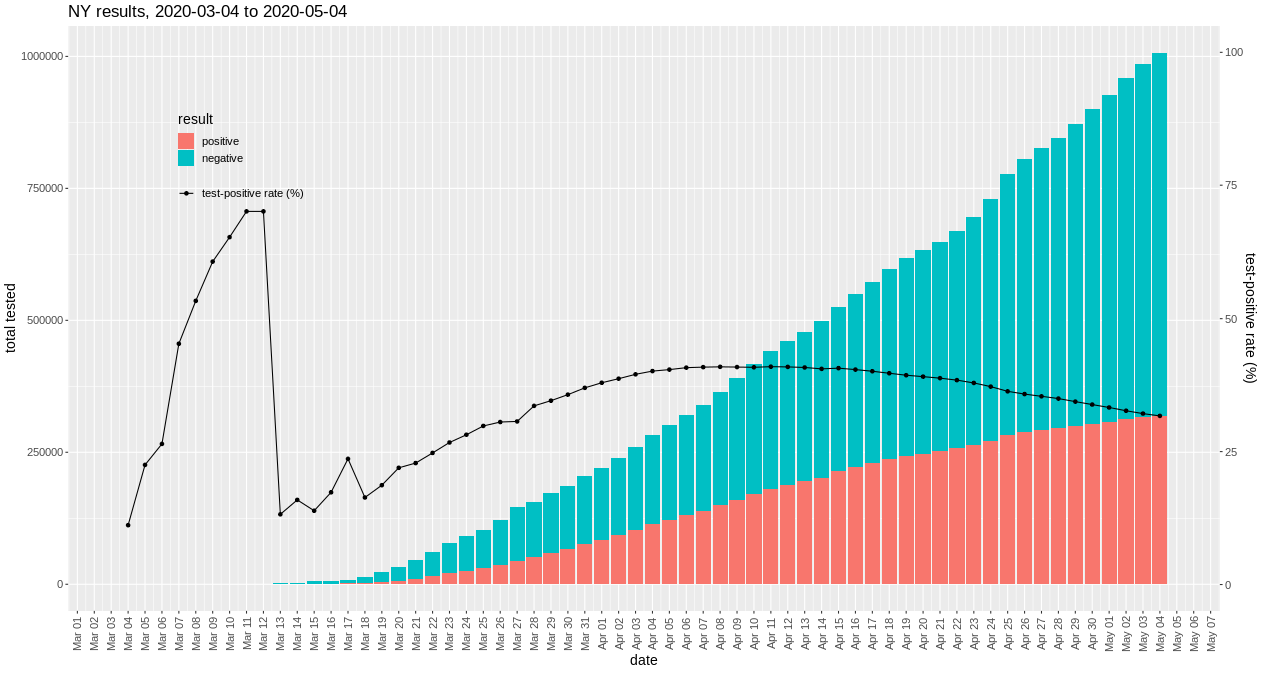 NY results, 2020-03-04 to 2020-05-04
total tested
1000000
750000
500000
250000
0
result
positive
negative
test-positive rate (%)
100
75
50
25
0
test-positive rate (%)
Mar 01
Mar 02
Mar 03
Mar 04
Mar 05
Mar 06
Mar 07
Mar 08
Mar 09
Mar 10
Mar 11
Mar 12
Mar 13
Mar 14
Mar 15
Mar 16
Mar 17
Mar 18
Mar 19
Mar 20
Mar 21
Mar 22
Mar 23
Mar 24
Mar 25
Mar 26
Mar 27
Mar 28
Mar 29
Mar 30
Mar 31
Apr 01
Apr 02
Apr 03
Apr 04
Apr 05
Apr 06
Apr 07
Apr 08
Apr 09
Apr 10
Apr 11
Apr 12
Apr 13
Apr 14
Apr 15
Apr 16
Apr 17
Apr 18
Apr 19
Apr 20
Apr 21
Apr 22
Apr 23
Apr 24
Apr 25
Apr 26
Apr 27
Apr 28
Apr 29
Apr 30
May 01
May 02
May 03
May 04
May 05
May 06
May 07
date